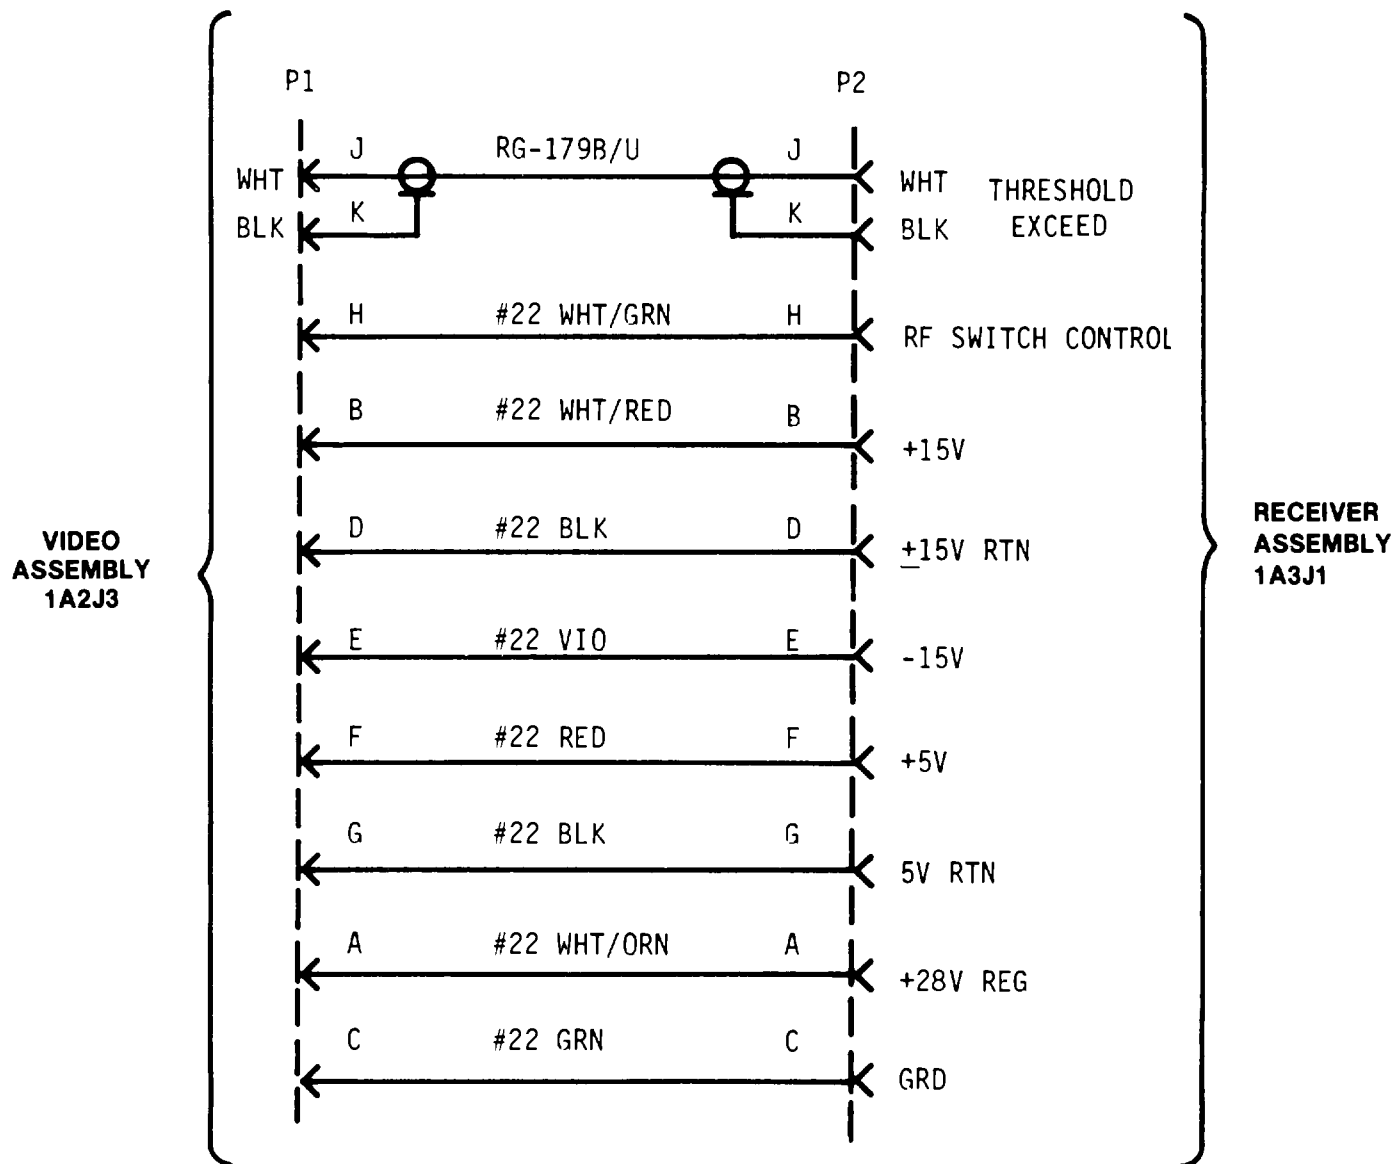 P1 P2
J RG-179B/U J
WHT WHT THRESHOLD
K K
BLK BLK EXCEED
H #22 WHT/GRN H
RF SWITCH CONTROL
B #22 WHT/RED B
+15V
D #22 BLK D
±15V RTN
VIDEO
ASSEMBLY
1A2J3
RECEIVER
ASSEMBLY
1A3J1
E #22 VIO E
-15V
F #22 RED F
+5V
G #22 BLK G
5V RTN
A #22 WHT/ORN A
+28V REG
C #22 GRN C
GRD